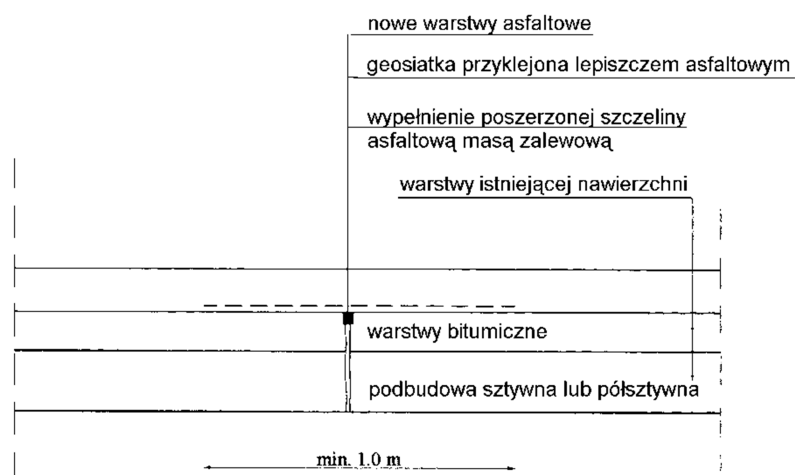 nowe warstwy asfaltowe
geosiatka przyklejona lepiszczem asfaltowym
wypełnienie poszerzonej szczeliny
asfaltową masą zalewową
warstwy istniejącej nawierzchni
warstwy bitumiczne
podbudowa sztywna lub półsztywna
min. 1.0 m